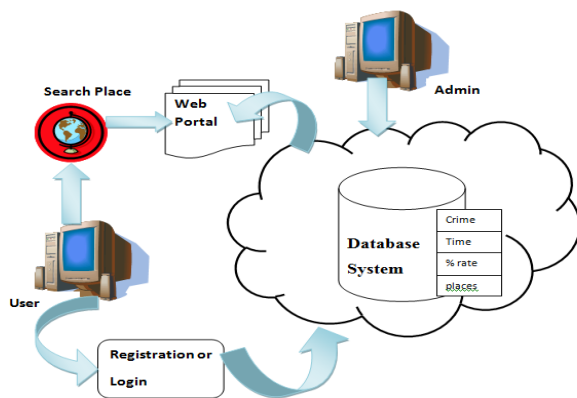 Search Place
Web
Portal
Admin
Crime
Time
% rate
places
Database
System
User
Registration or
Login